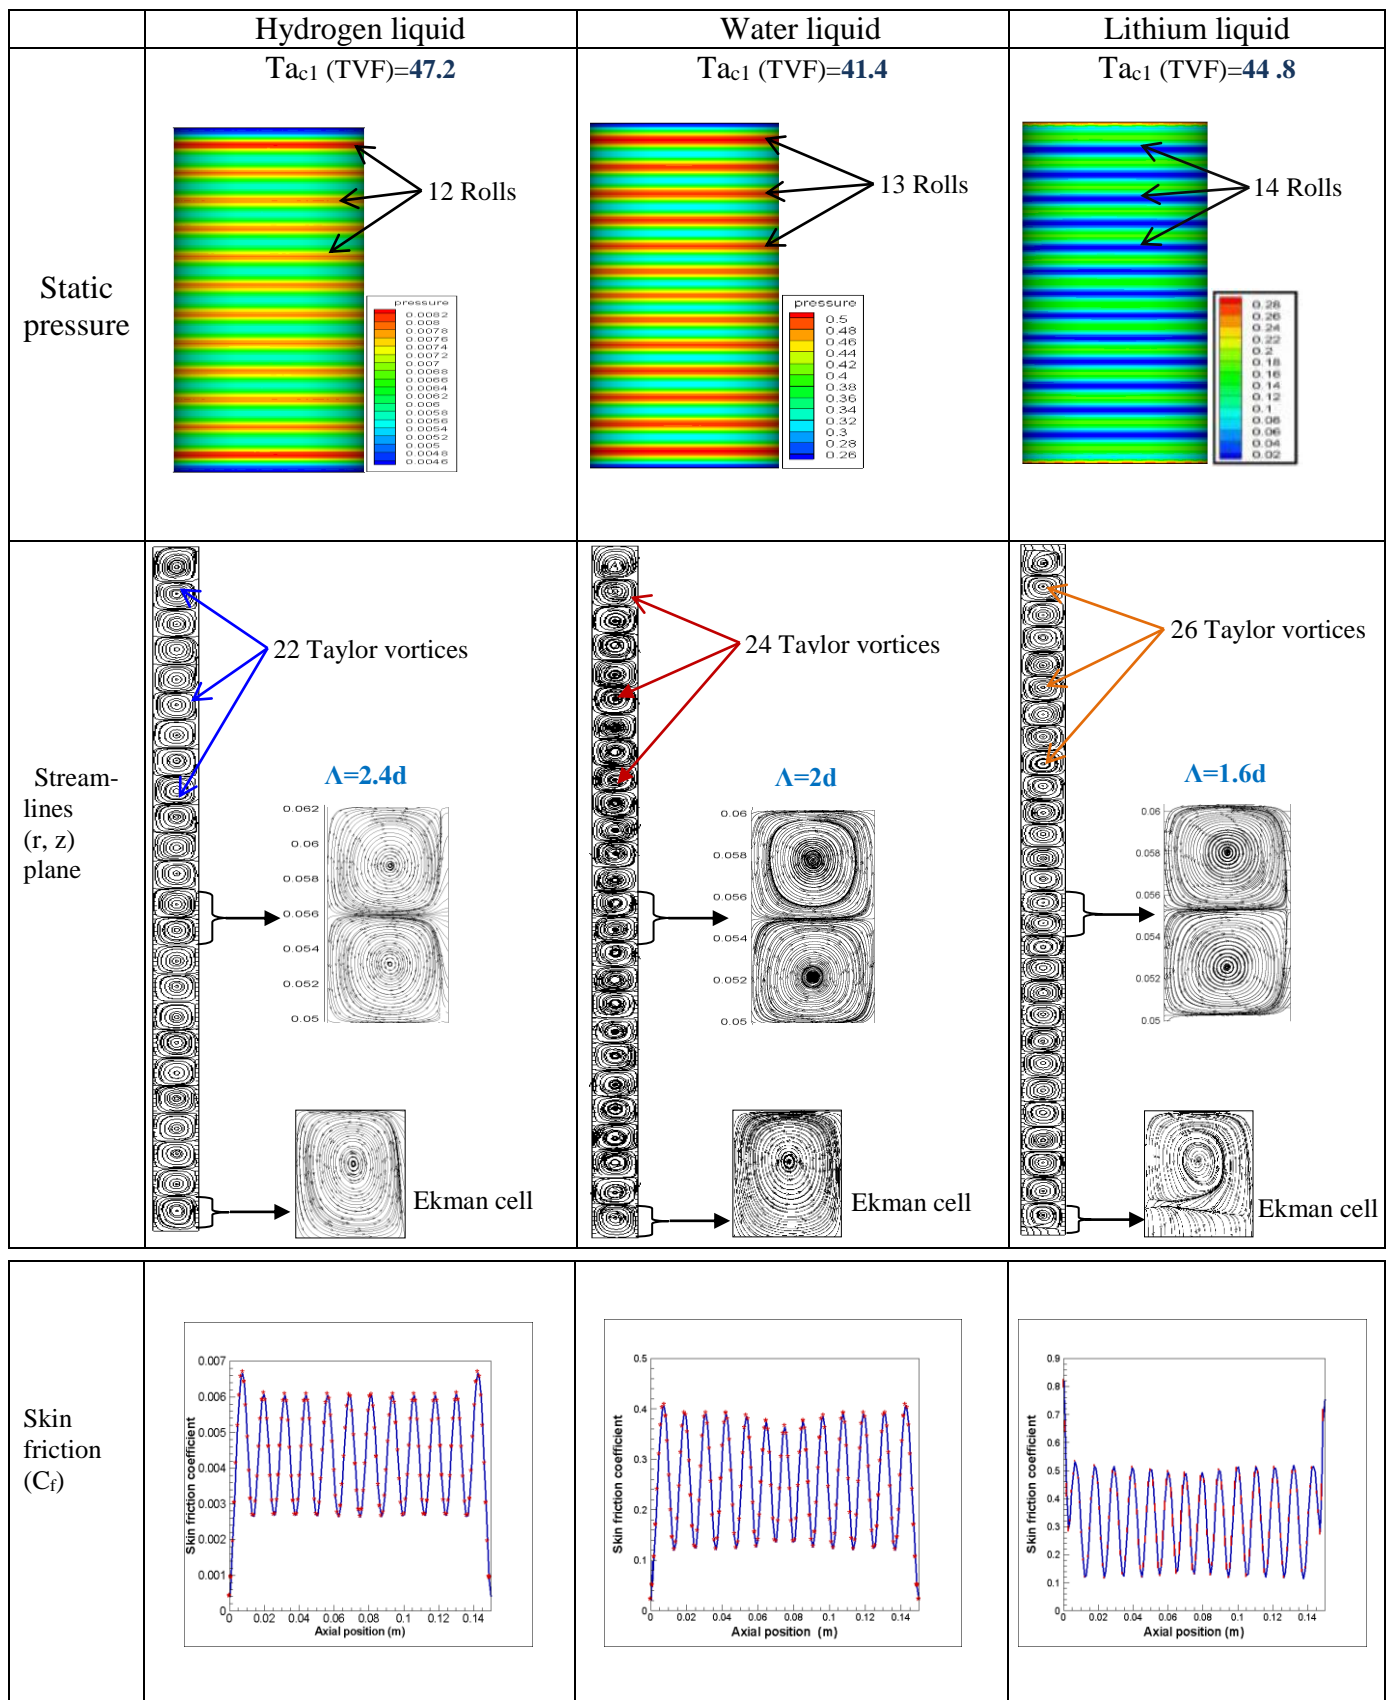 Hydrogen liquid
Water liquid
Lithium liquid
Static
pressure
Ta_c1 (TVF)=47.2
12 Rolls
pressure
0.0082
0.008
0.0078
0.0076
0.0074
0.0072
0.007
0.0068
0.0066
0.0064
0.0062
0.006
0.0058
0.0056
0.0054
0.0052
0.005
0.0048
0.0046
Ta_c1 (TVF)=41.4
13 Rolls
pressure
0.5
0.48
0.46
0.44
0.42
0.4
0.38
0.36
0.34
0.32
0.3
0.28
0.26
Ta_c1 (TVF)=44 .8
14 Rolls
0.28
0.26
0.24
0.22
0.2
0.18
0.16
0.14
0.12
0.1
0.08
0.06
0.04
0.02
Stream-
lines
(r, z)
plane
22 Taylor vortices
Λ=2.4d
0.062
0.06
0.058
0.056
0.054
0.052
0.05
Ekman cell
A
24 Tavlor vortices
Λ=2d
0.06
0.058
0.056
0.054
0.052
0.05
Ekman cell
26 Taylor vortices
Λ=1.6d
0.06
0.058
0.056
0.054
0.052
0.05
Ekman cell
Skin
friction
(C_f)
Skin friction coefficient
0.007
0.006
0.005
0.004
0.003
0.002
0.001
0
0 0.02 0.04 0.06 0.08 0.1 0.12 0.14
Axial position (m)
Skin friction coefficient
0.5
0.4
0.3
0.2
0.1
0
0 0.02 0.04 0.06 0.08 0.1 0.12 0.14
Axial position (m)
Skin friction coefficient
0.9
0.8
0.7
0.6
0.5
0.4
0.3
0.2
0.1
0
0 0.02 0.04 0.06 0.08 0.1 0.12 0.14
Axial position (m)